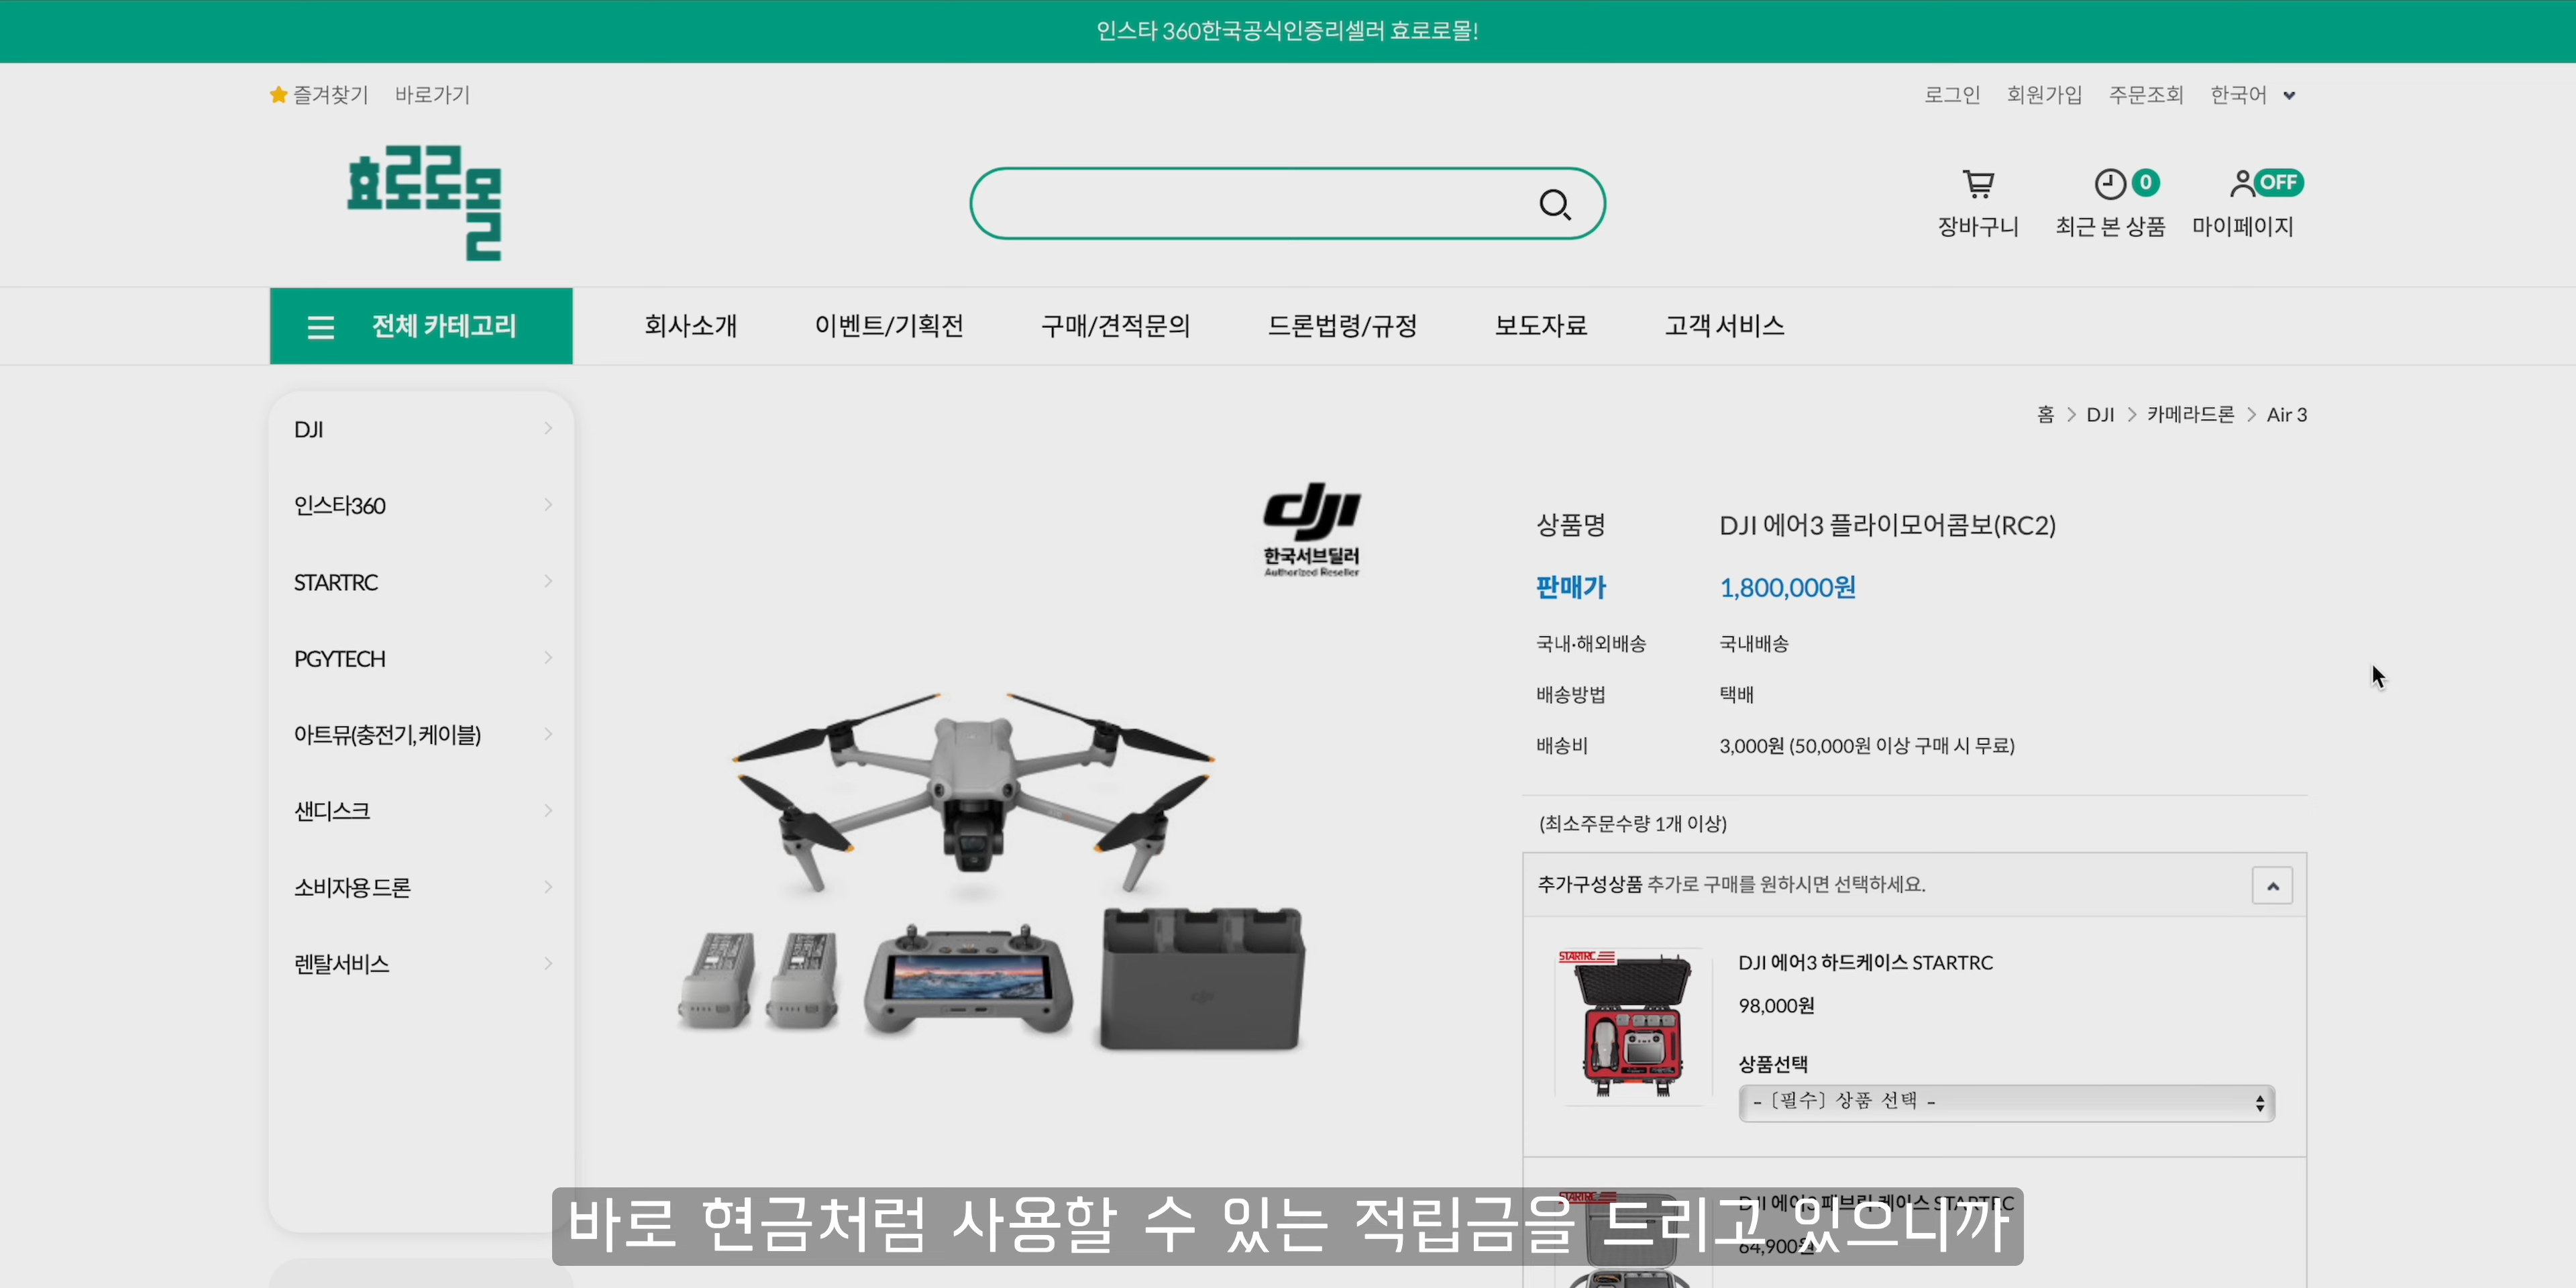 인스타 360한국공식인증리셀러 효로로몰!
즐겨찾기 바로가기
로그인 회원가입 주문조회 한국어
효로로몰
장바구니
0
최근 본 상품
OFF
마이페이지
전체 카테고리
회사소개 이벤트/기획전 구매/견적문의 드론법령/규정 보도자료 고객 서비스
홈 > DJI > 카메라드론 > Air 3
DJI
인스타360
STARTRC
PGYTECH
아트뮤(충전기,케이블)
샌디스크
소비자용 드론
렌탈서비스
dji
한국서브딜러
Authorized Reseller
상품명 DJI 에어3 플라이모어콤보(RC2)
판매가 1,800,000원
국내·해외배송 국내배송
배송방법 택배
배송비 3,000원 (50,000원 이상 구매 시 무료)
(최소주문수량 1개 이상)
추가구성상품 추가로 구매를 원하시면 선택하세요.
STARTRC
DJI 에어3 하드케이스 STARTRC
98,000원
상품선택
- [필수] 상품 선택 -
STARTRC
DJI 에어3 패브릭 케이스 STARTRC
64,900원
바로 현금처럼 사용할 수 있는 적립금을 드리고 있으니까